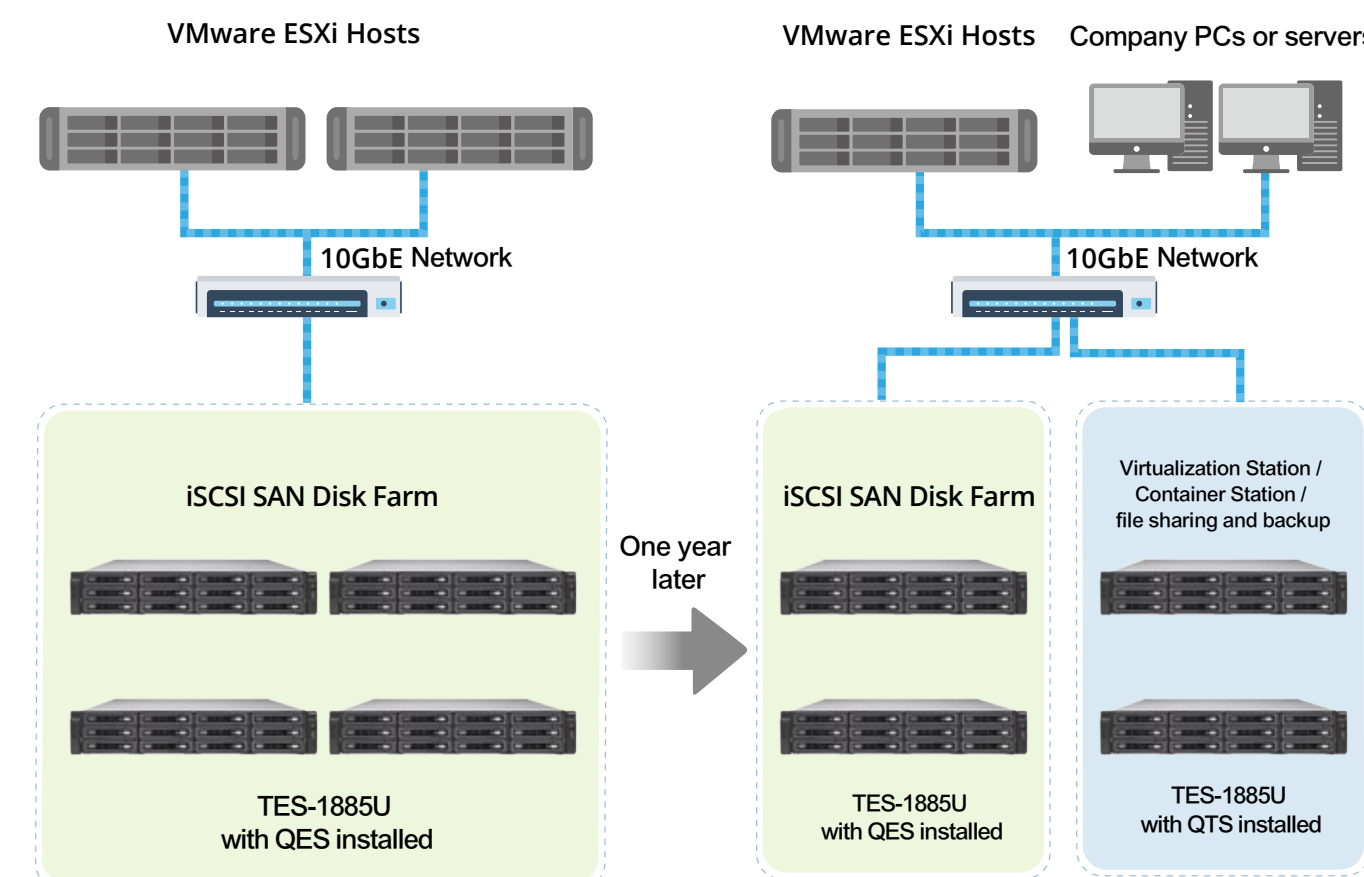 VMware ESXi Hosts
10GbE Network
iSCSI SAN Disk Farm
TES-1885U
with QES installed
One year
later
VMware ESXi Hosts
Company PCs or servers
10GbE Network
iSCSI SAN Disk Farm
TES-1885U
with QES installed
Virtualization Station /
Container Station /
file sharing and backup
TES-1885U
with QTS installed